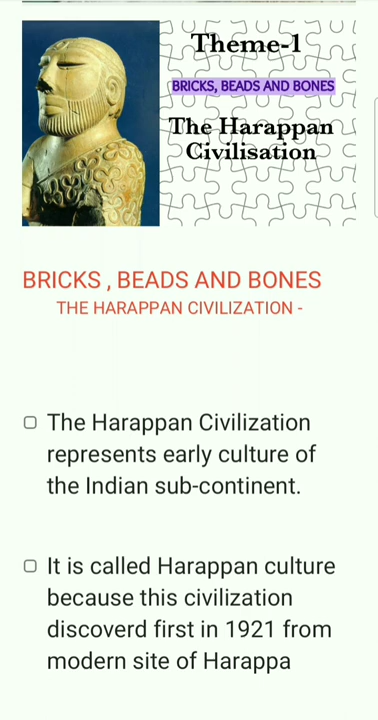 Theme-1
BRICKS, BEADS AND BONES
The Harappan
Civilisation
BRICKS , BEADS AND BONES
THE HARAPPAN CIVILIZATION -
The Harappan Civilization
represents early culture of
the Indian sub-continent.
It is called Harappan culture
because this civilization
discoverd first in 1921 from
modern site of Harappa